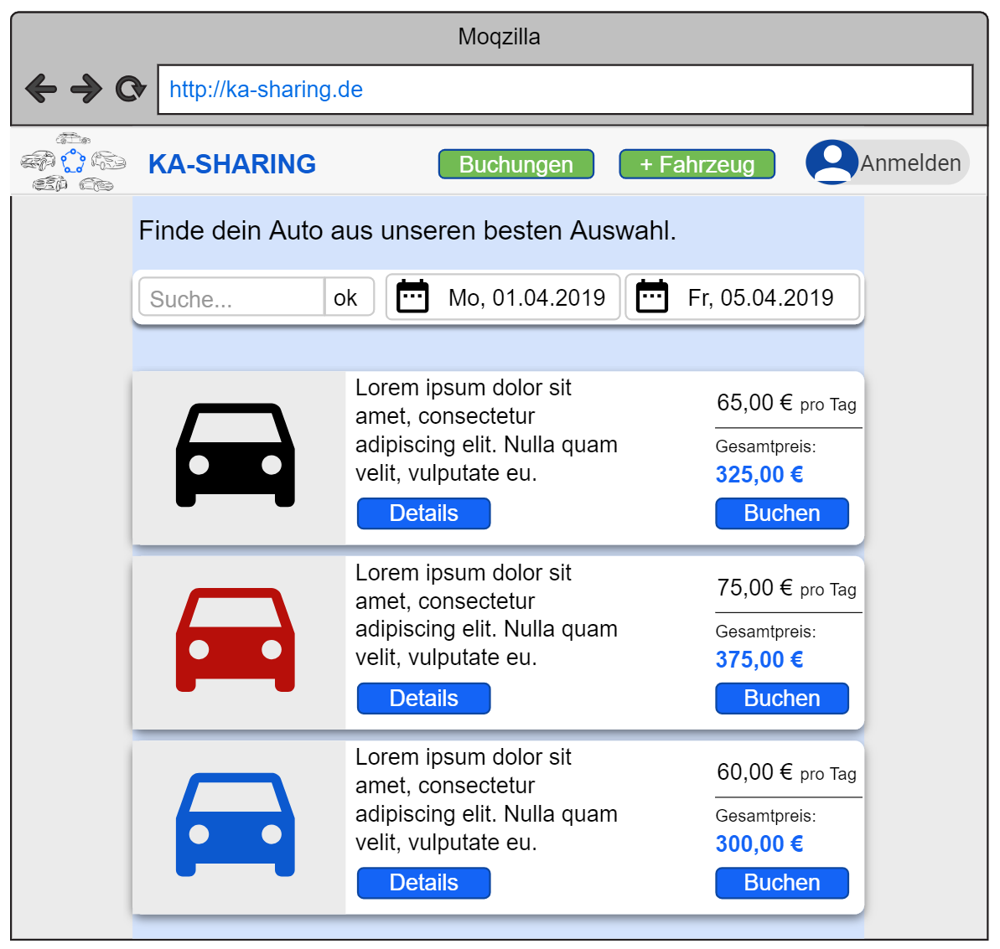 Moqzilla
http://ka-sharing.de
KA-SHARING
Buchungen
+ Fahrzeug
Anmelden
Finde dein Auto aus unseren besten Auswahl.
Suche...
ok
Mo, 01.04.2019
Fr, 05.04.2019
Lorem ipsum dolor sit
amet, consectetur
adipiscing elit. Nulla quam
velit, vulputate eu.
Details
65,00 € pro Tag
Gesamtpreis:
325,00 €
Buchen
Lorem ipsum dolor sit
amet, consectetur
adipiscing elit. Nulla quam
velit, vulputate eu.
Details
75,00 € pro Tag
Gesamtpreis:
375,00 €
Buchen
Lorem ipsum dolor sit
amet, consectetur
adipiscing elit. Nulla quam
velit, vulputate eu.
Details
60,00 € pro Tag
Gesamtpreis:
300,00 €
Buchen